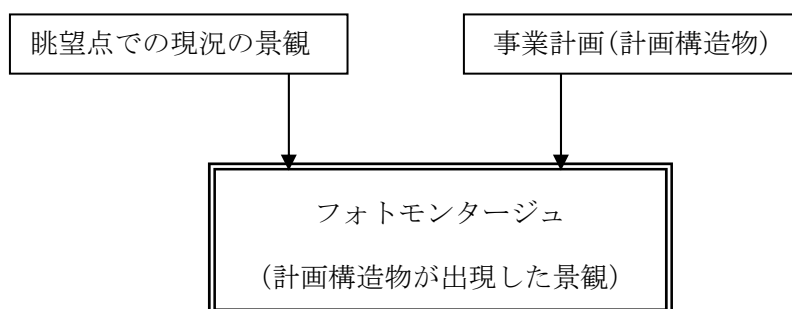 眺望点での現況の景観
事業計画(計画構造物)
フォトモンタージュ
(計画構造物が出現した景観)